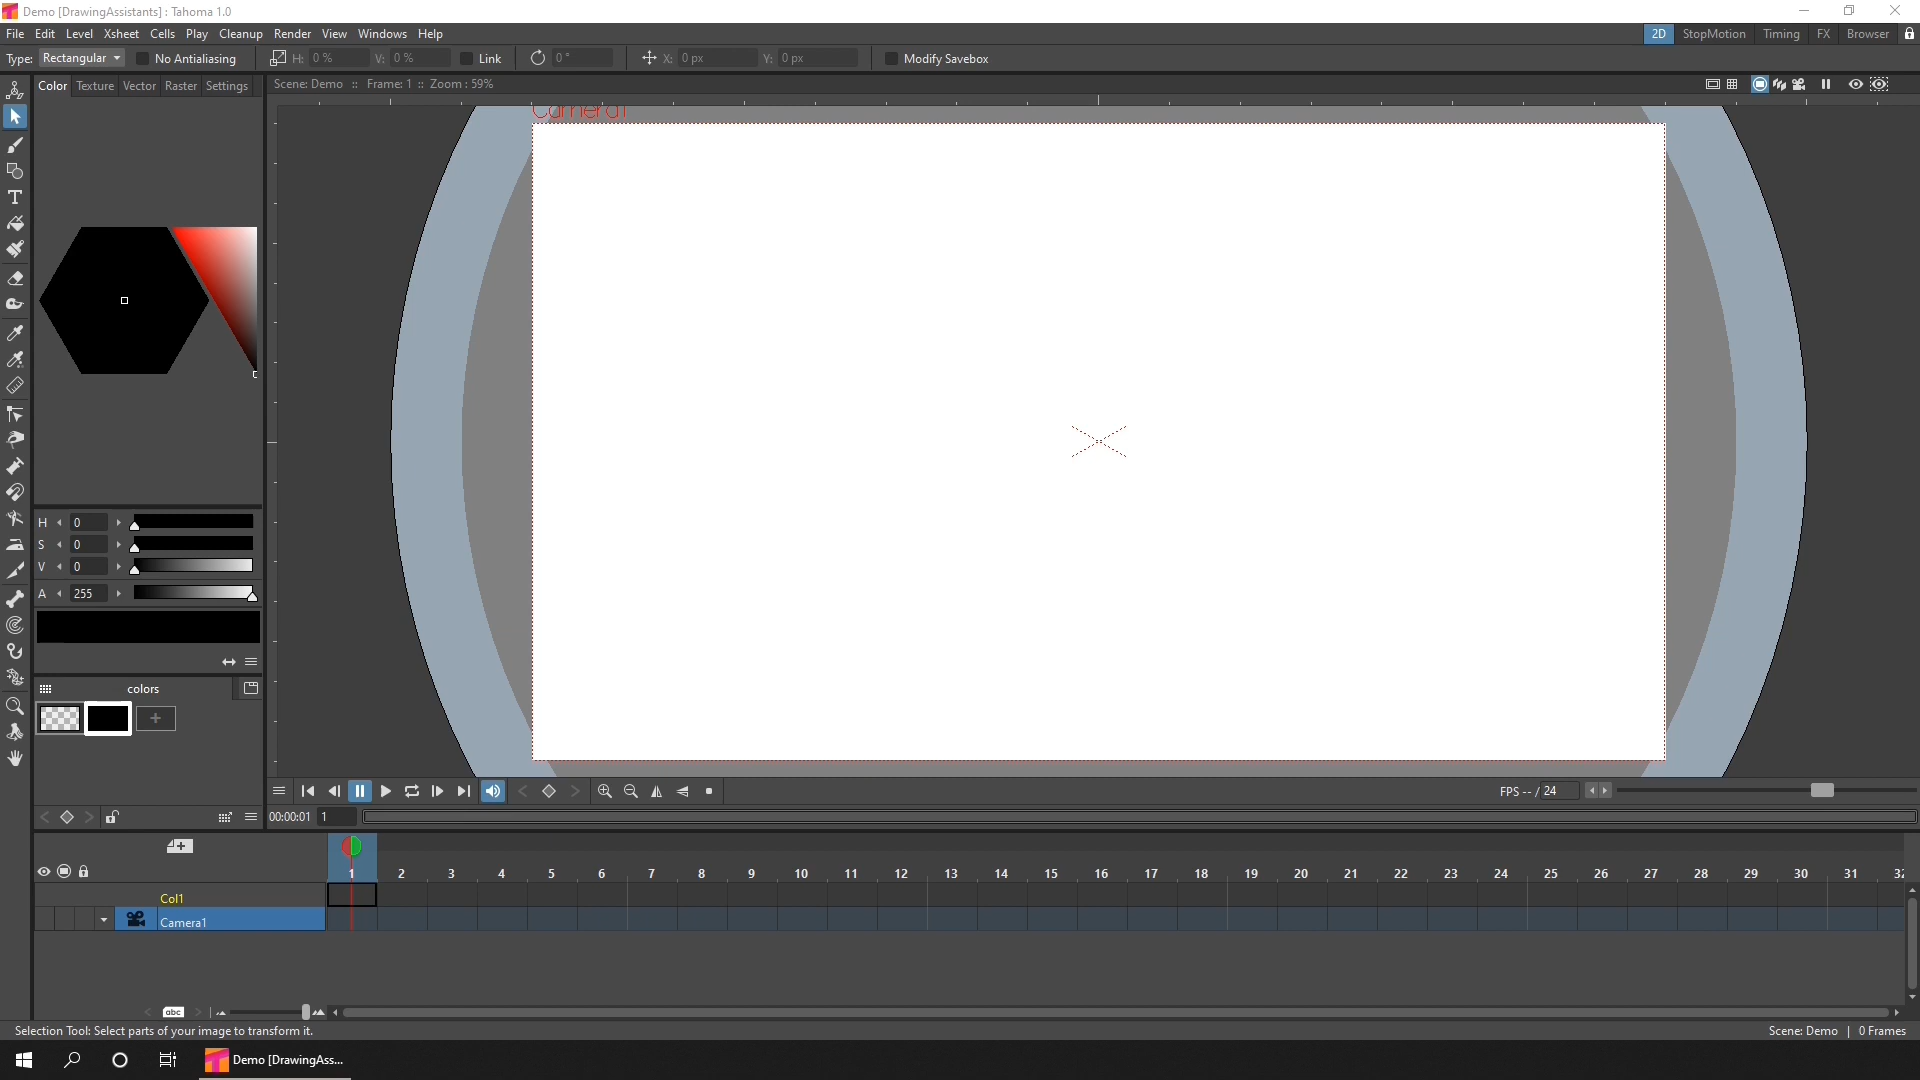 Demo [DrawingAssistants] : Tahoma 1.0
File Edit Level Xsheet Cells Play Cleanup Render View Windows Help
2D StopMotion Timing FX Browser
Type: Rectangular No Antialiasing H: 0 % V: 0 % Link 0 ° X: 0 px Y: 0 px Modify Savebox
Color Texture Vector Raster Settings
Scene: Demo :: Frame: 1 :: Zoom : 59%
Camera1
H 0
S 0
V 0
A 255
colors
+
FPS -- / 24
00:00:01 1
1 2 3 4 5 6 7 8 9 10 11 12 13 14 15 16 17 18 19 20 21 22 23 24 25 26 27 28 29 30 31 32
Col1
Camera1
abc
Selection Tool: Select parts of your image to transform it.
Scene: Demo | 0 Frames
Demo [DrawingAss...